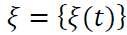 ξ = {ξ(t)}